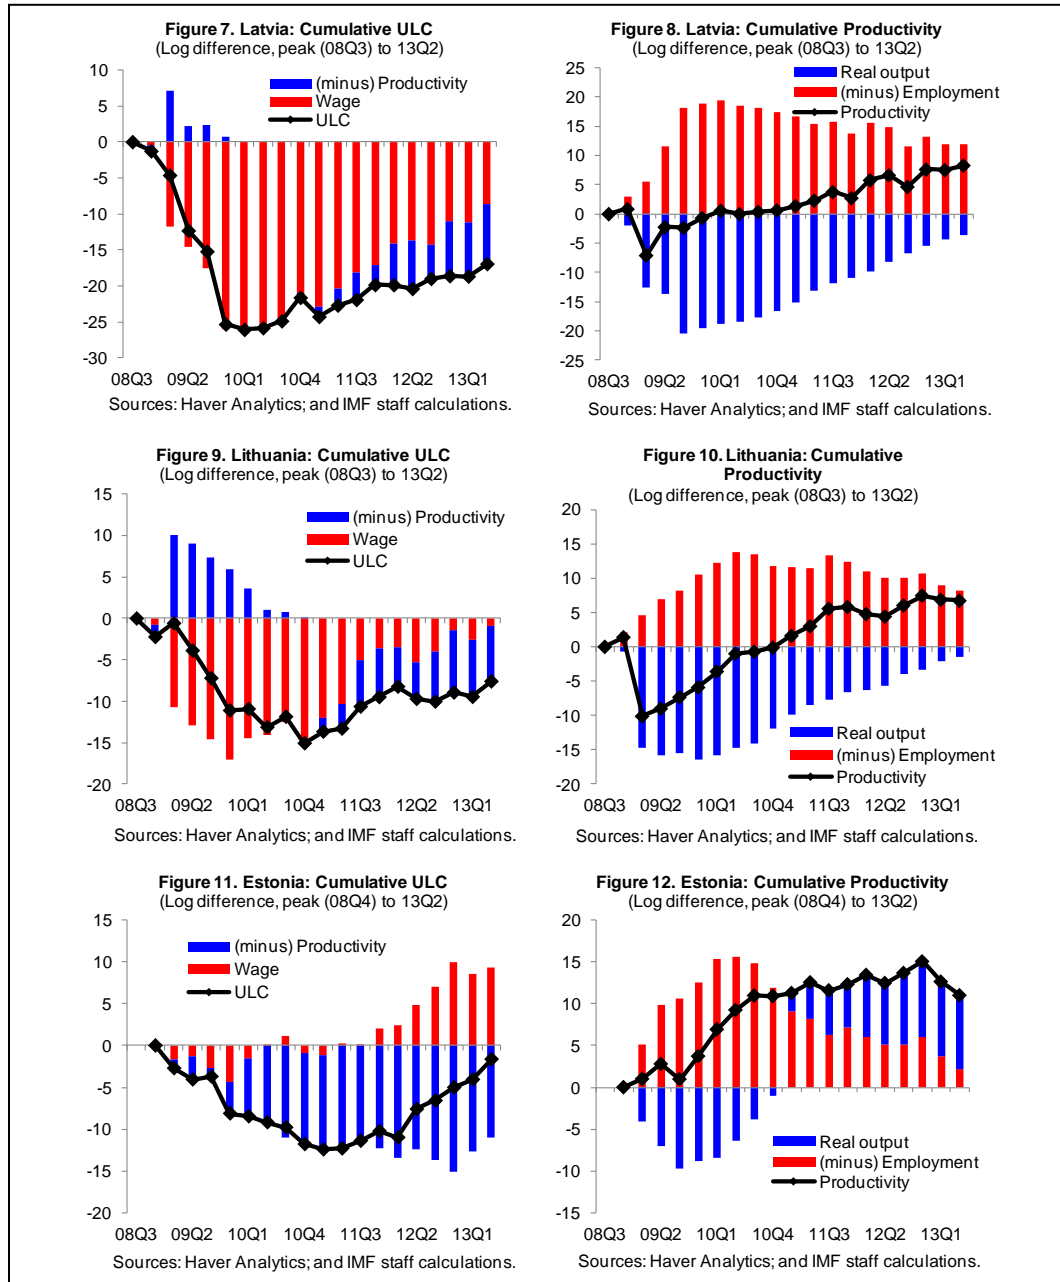 Figure 7. Latvia: Cumulative ULC
(Log difference, peak (08Q3) to 13Q2)
10
5
0
-5
-10
-15
-20
-25
-30
(minus) Productivity
Wage
ULC
08Q3 09Q2 10Q1 10Q4 11Q3 12Q2 13Q1
Sources: Haver Analytics; and IMF staff calculations.
Figure 8. Latvia: Cumulative Productivity
(Log difference, peak (08Q3) to 13Q2)
25
20
15
10
5
0
-5
-10
-15
-20
-25
Real output
(minus) Employment
Productivity
08Q3 09Q2 10Q1 10Q4 11Q3 12Q2 13Q1
Sources: Haver Analytics; and IMF staff calculations.
Figure 9. Lithuania: Cumulative ULC
(Log difference, peak (08Q3) to 13Q2)
15
10
5
0
-5
-10
-15
-20
(minus) Productivity
Wage
ULC
08Q3 09Q2 10Q1 10Q4 11Q3 12Q2 13Q1
Sources: Haver Analytics; and IMF staff calculations.
Figure 10. Lithuania: Cumulative
Productivity
(Log difference, peak (08Q3) to 13Q2)
20
15
10
5
0
-5
-10
-15
-20
Real output
(minus) Employment
Productivity
08Q3 09Q2 10Q1 10Q4 11Q3 12Q2 13Q1
Sources: Haver Analytics; and IMF staff calculations.
Figure 11. Estonia: Cumulative ULC
(Log difference, peak (08Q4) to 13Q2)
15
10
5
0
-5
-10
-15
-20
(minus) Productivity
Wage
ULC
08Q3 09Q2 10Q1 10Q4 11Q3 12Q2 13Q1
Sources: Haver Analytics; and IMF staff calculations.
Figure 12. Estonia: Cumulative Productivity
(Log difference, peak (08Q4) to 13Q2)
20
15
10
5
0
-5
-10
-15
Real output
(minus) Employment
Productivity
08Q3 09Q2 10Q1 10Q4 11Q3 12Q2 13Q1
Sources: Haver Analytics; and IMF staff calculations.